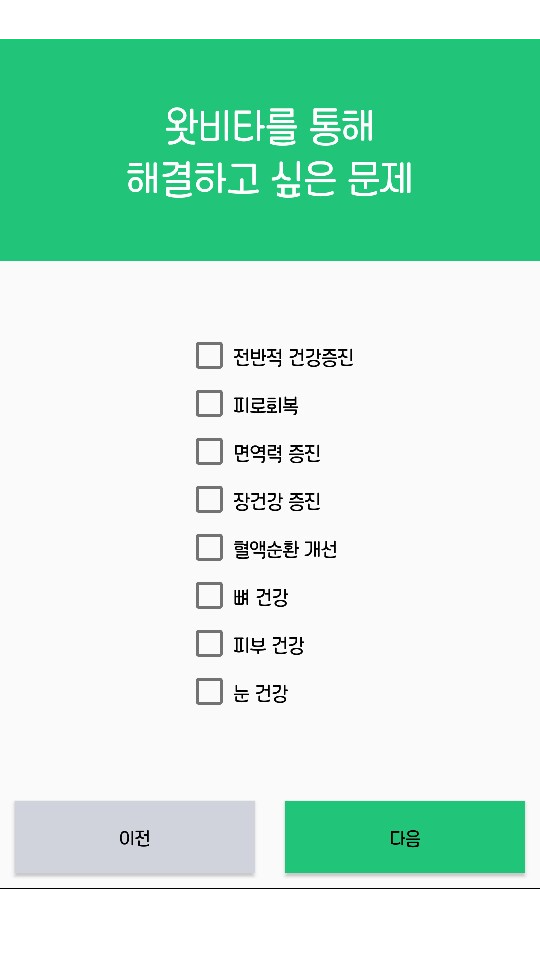 왓비타를 통해
해결하고 싶은 문제
전반적 건강증진
피로회복
면역력 증진
장건강 증진
혈액순환 개선
뼈 건강
피부 건강
눈 건강
이전
다음